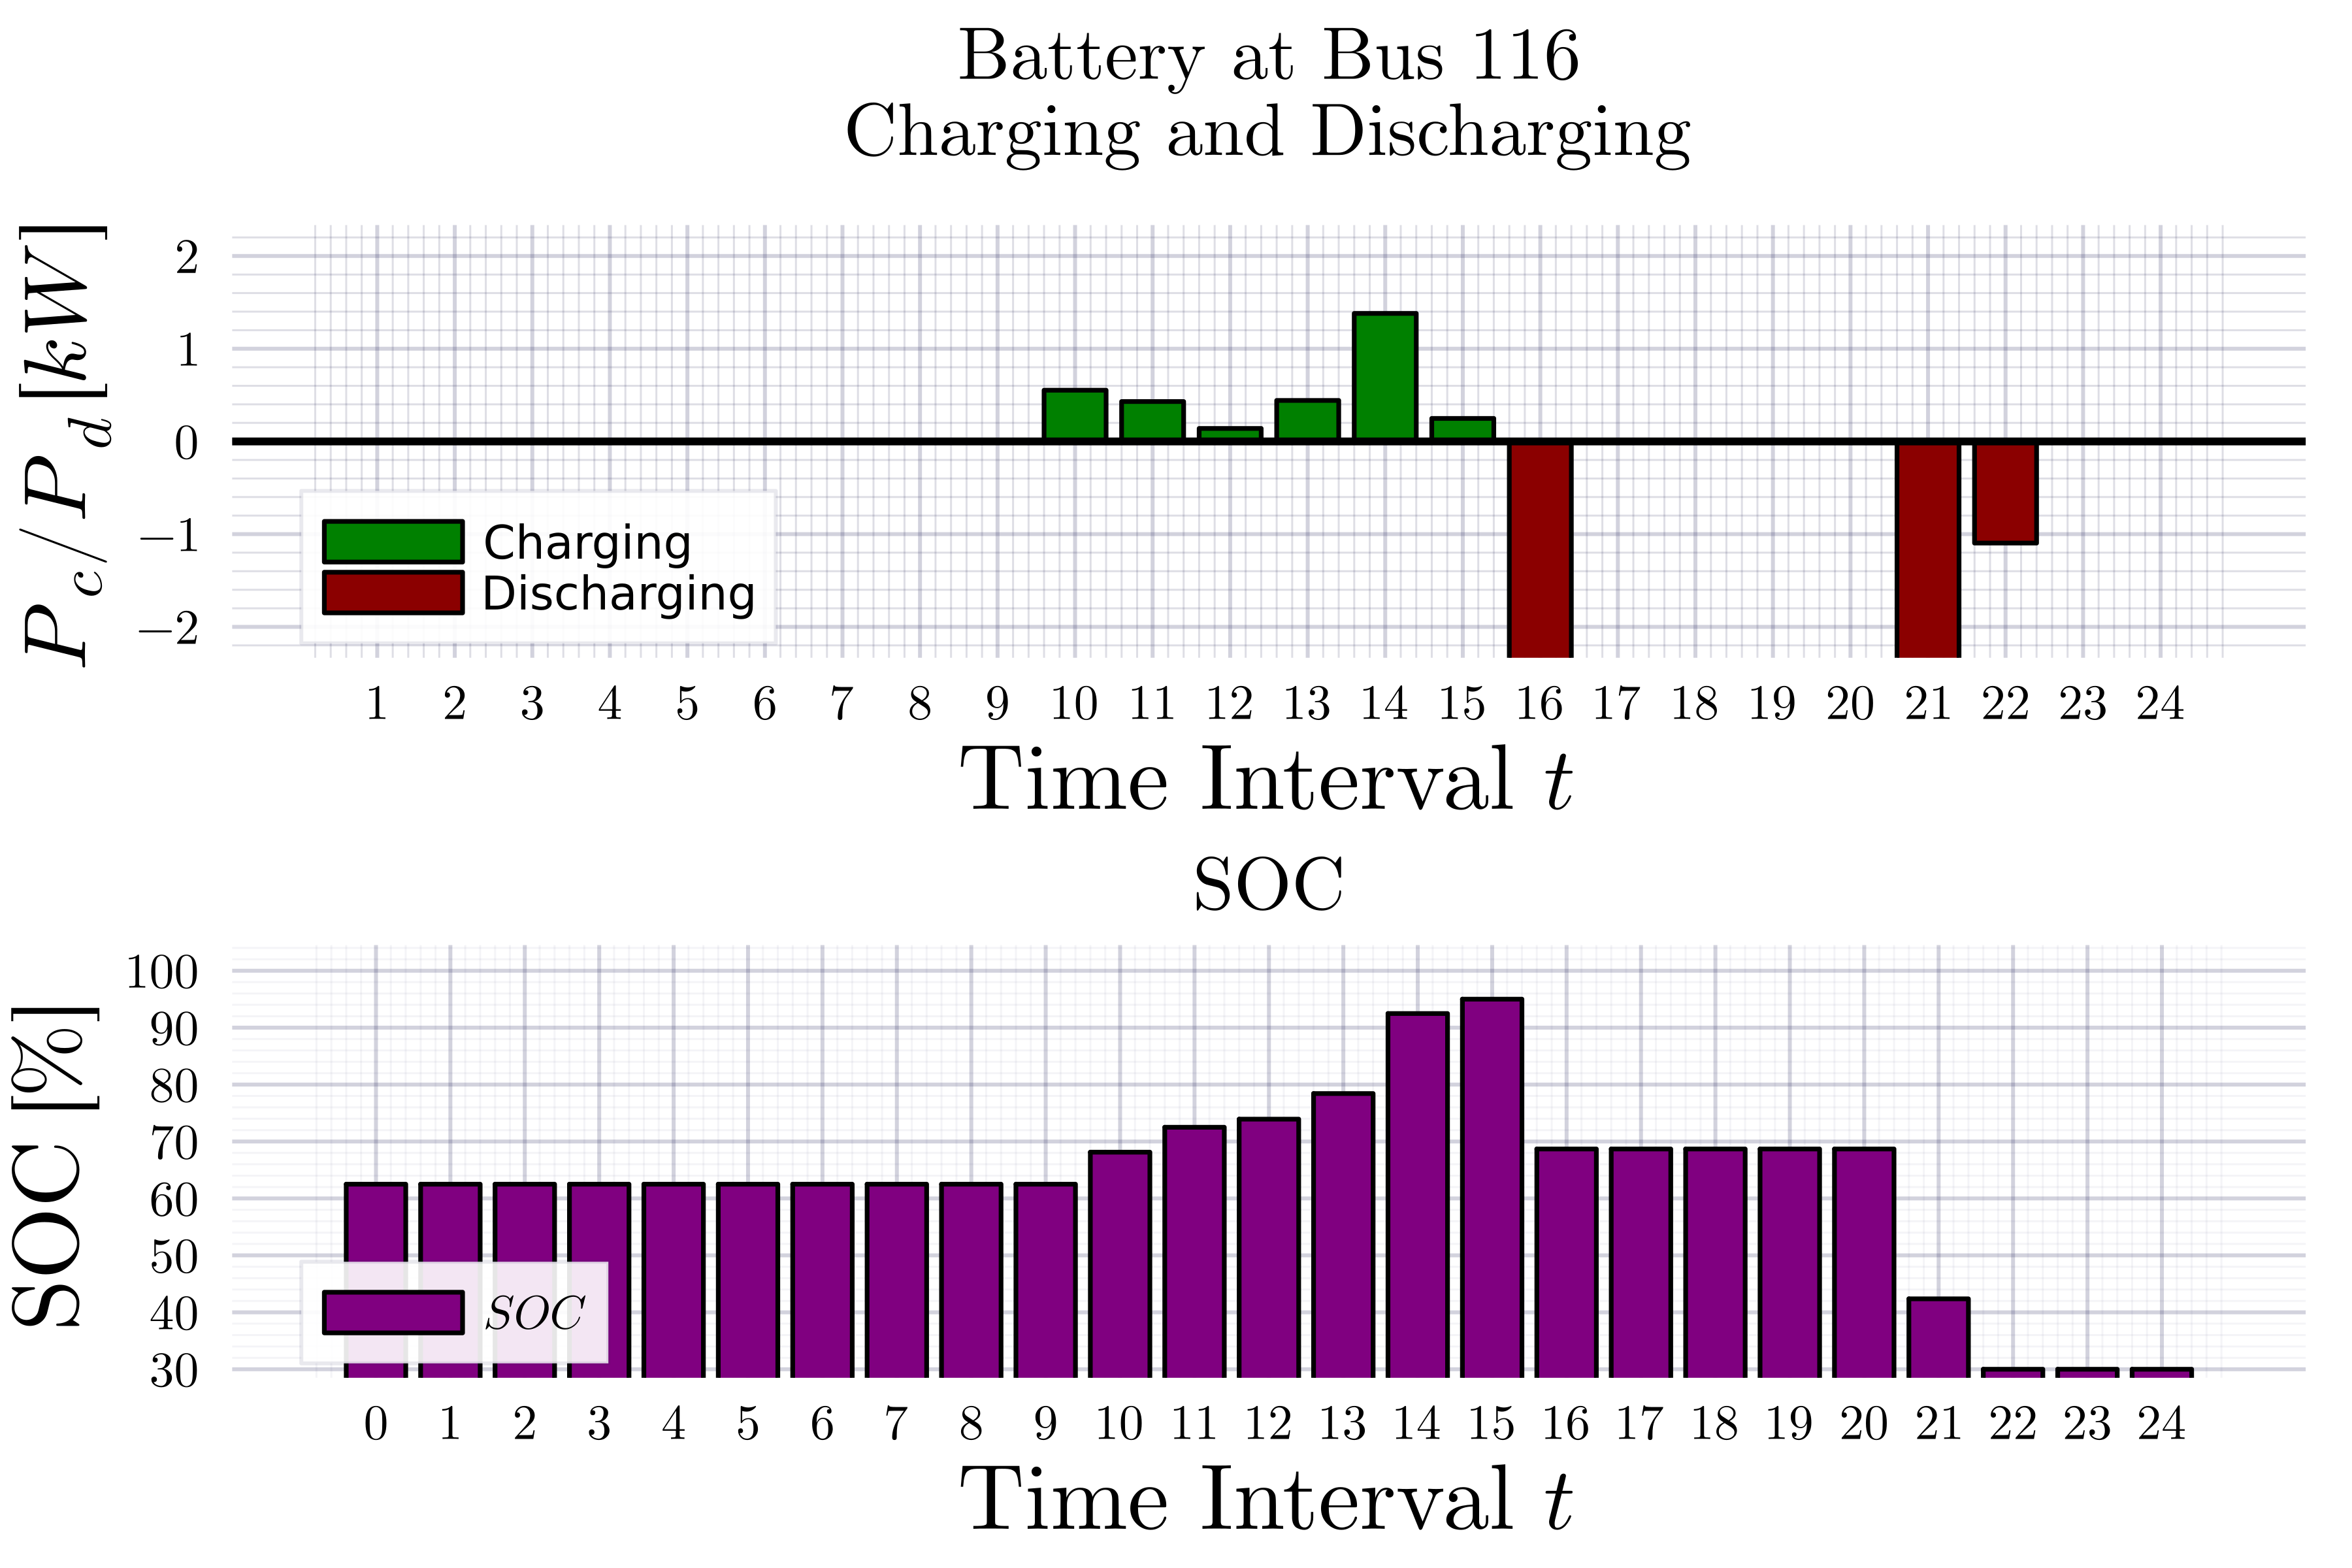 Battery at Bus 116
Charging and Discharging
P_c/P_d [kW]
2
1
0
−1
−2
Charging
Discharging
1 2 3 4 5 6 7 8 9 10 11 12 13 14 15 16 17 18 19 20 21 22 23 24
Time Interval t
SOC
SOC [%]
100
90
80
70
60
50
40
30
SOC
0 1 2 3 4 5 6 7 8 9 10 11 12 13 14 15 16 17 18 19 20 21 22 23 24
Time Interval t